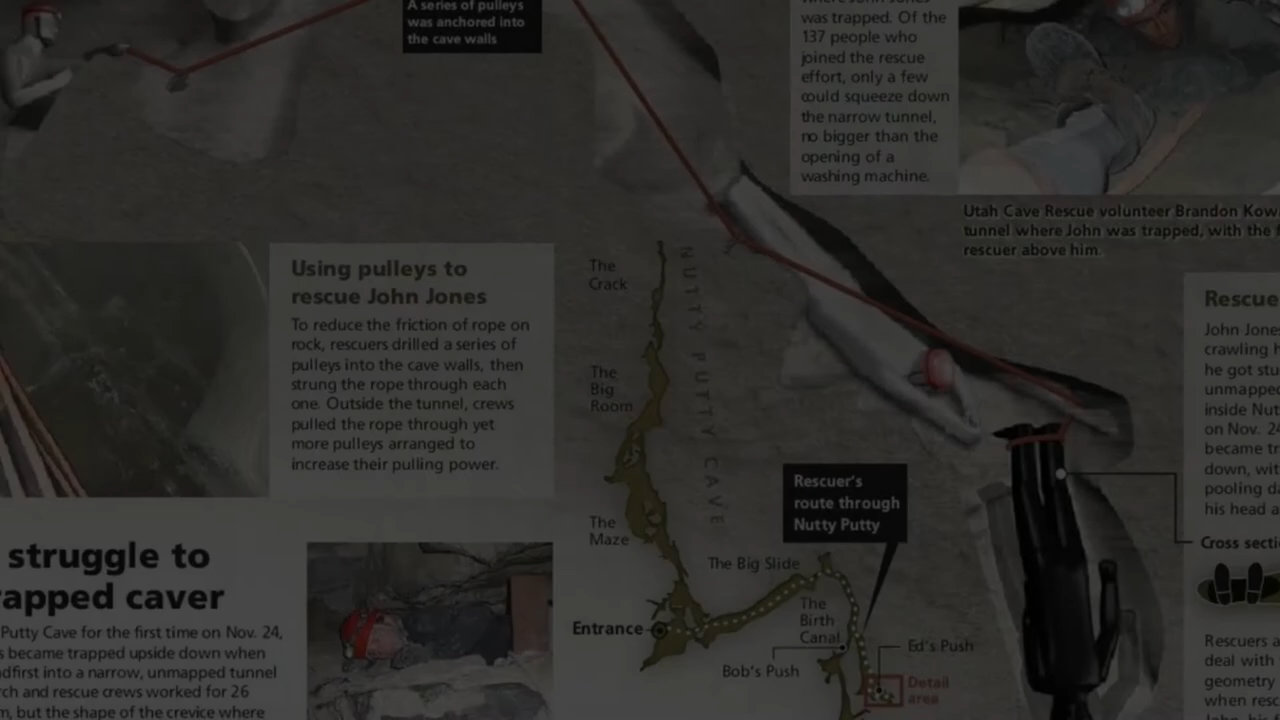 A series of pulleys
was anchored into
the cave walls
where John Jones
was trapped. Of the
137 people who
joined the rescue
effort, only a few
could squeeze down
the narrow tunnel,
no bigger than the
opening of a
washing machine.
Utah Cave Rescue volunteer Brandon Kow
tunnel where John was trapped, with the f
rescuer above him.
Using pulleys to
rescue John Jones
To reduce the friction of rope on
rock, rescuers drilled a series of
pulleys into the cave walls, then
strung the rope through each
one. Outside the tunnel, crews
pulled the rope through yet
more pulleys arranged to
increase their pulling power.
The
Crack
The
Big
Room
The
Maze
NUTTY PUTTY CAVE
Rescuer's
route through
Nutty Putty
The Big Slide
The
Birth
Canal
Entrance
Bob's Push
Ed's Push
Detail
area
Rescue
John Jone
crawling h
he got stu
unmapped
inside Nut
on Nov. 24
became tr
down, wit
pooling da
his head a
Cross secti
Rescuers a
deal with
geometry
when resc
struggle to
rapped caver
Putty Cave for the first time on Nov. 24,
s became trapped upside down when
dfirst into a narrow, unmapped tunnel
rch and rescue crews worked for 26
m, but the shape of the crevice where